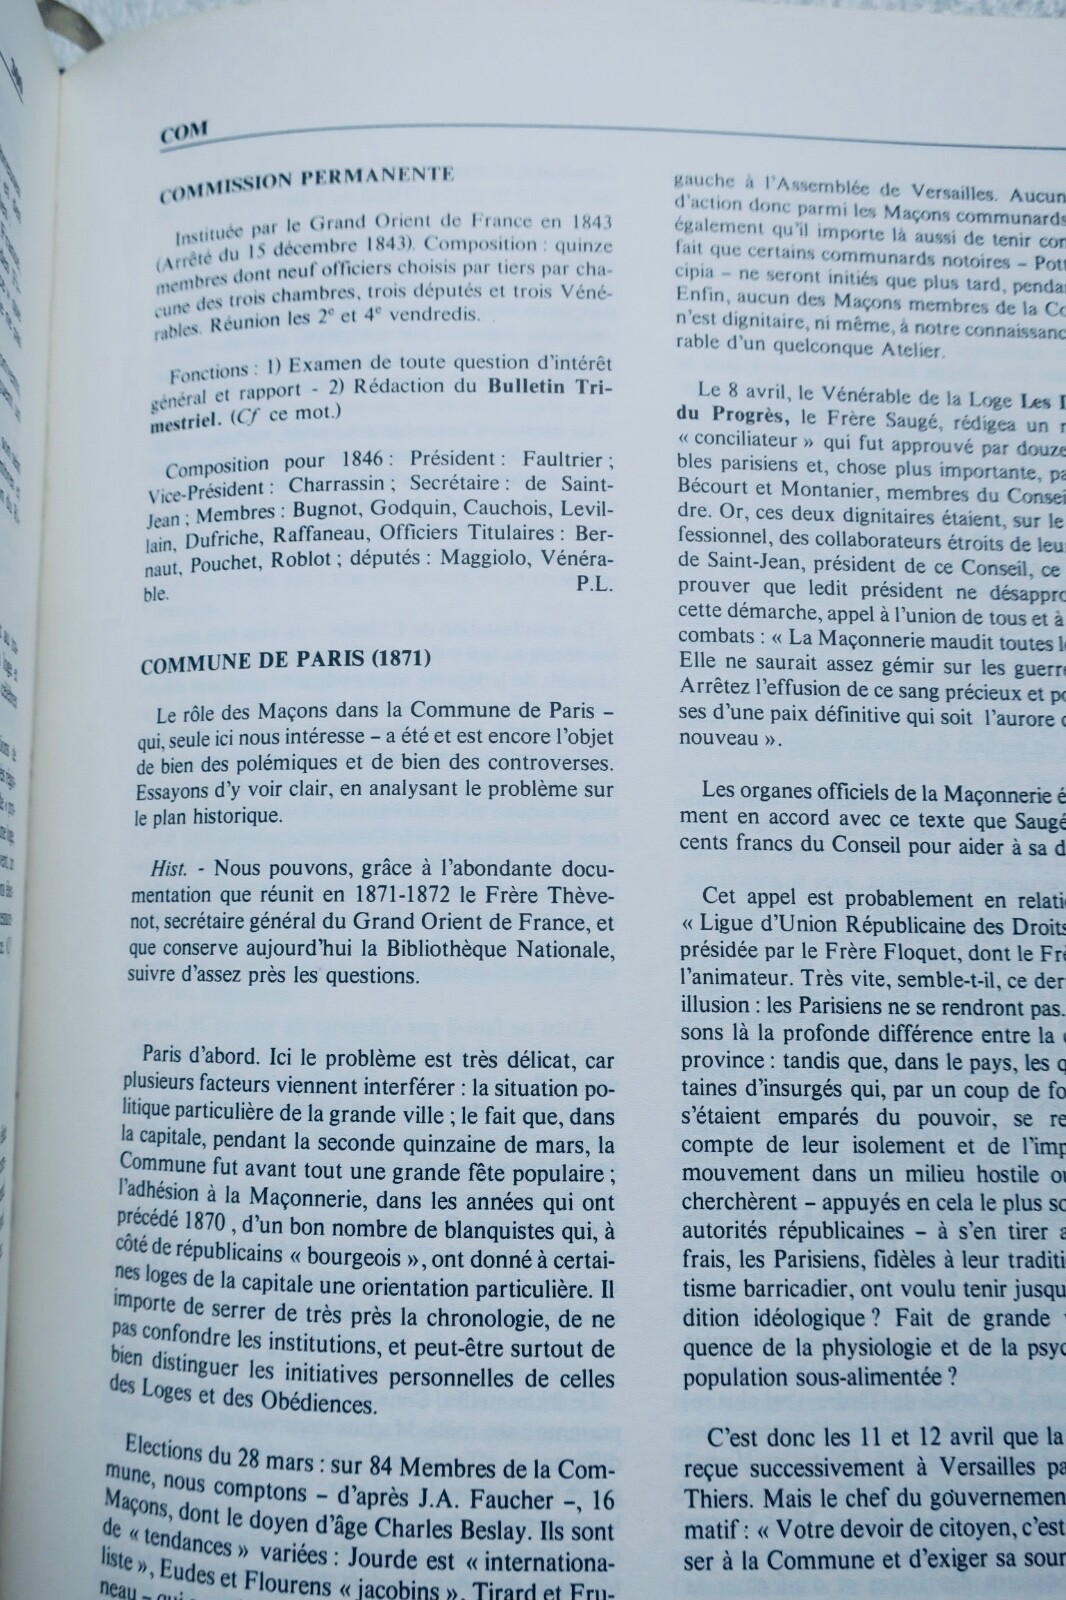 COM
COMMISSION PERMANENTE
Instituée par le Grand Orient de France en 1843
(Arrêté du 15 décembre 1843). Composition : quinze
membres dont neuf officiers choisis par tiers par cha-
cune des trois chambres, trois députés et trois Véné-
rables. Réunion les 2e et 4e vendredis.
Fonctions : 1) Examen de toute question d'intérêt
général et rapport - 2) Rédaction du Bulletin Tri-
mestriel. (Cf ce mot.)
Composition pour 1846 : Président : Faultrier ;
Vice-Président : Charrassin ; Secrétaire : de Saint-
Jean ; Membres : Bugnot, Godquin, Cauchois, Levil-
lain, Dufriche, Raffaneau, Officiers Titulaires : Ber-
naut, Pouchet, Roblot ; députés : Maggiolo, Vénéra-
ble. P.L.
COMMUNE DE PARIS (1871)
Le rôle des Maçons dans la Commune de Paris –
qui, seule ici nous intéresse – a été et est encore l'objet
de bien des polémiques et de bien des controverses.
Essayons d'y voir clair, en analysant le problème sur
le plan historique.
Hist. - Nous pouvons, grâce à l'abondante docu-
mentation que réunit en 1871-1872 le Frère Thève-
not, secrétaire général du Grand Orient de France, et
que conserve aujourd'hui la Bibliothèque Nationale,
suivre d'assez près les questions.
Paris d'abord. Ici le problème est très délicat, car
plusieurs facteurs viennent interférer : la situation po-
litique particulière de la grande ville ; le fait que, dans
la capitale, pendant la seconde quinzaine de mars, la
Commune fut avant tout une grande fête populaire ;
l'adhésion à la Maçonnerie, dans les années qui ont
précédé 1870 , d'un bon nombre de blanquistes qui, à
côté de républicains « bourgeois », ont donné à certai-
nes loges de la capitale une orientation particulière. Il
importe de serrer de très près la chronologie, de ne
pas confondre les institutions, et peut-être surtout de
bien distinguer les initiatives personnelles de celles
des Loges et des Obédiences.
Elections du 28 mars : sur 84 Membres de la Com-
mune, nous comptons – d'après J.A. Faucher –, 16
Maçons, dont le doyen d'âge Charles Beslay. Ils sont
de « tendances » variées : Jourde est « internationa-
liste », Eudes et Flourens « jacobins », Tirard et Fru-
neau – qui
gauche à l'Assemblée de Versailles. Aucun
d'action donc parmi les Maçons communards
également qu'il importe là aussi de tenir con
fait que certains communards notoires – Pott
cipia – ne seront initiés que plus tard, penda
Enfin, aucun des Maçons membres de la Co
n'est dignitaire, ni même, à notre connaissanc
rable d'un quelconque Atelier.
Le 8 avril, le Vénérable de la Loge Les
du Progrès, le Frère Saugé, rédigea un
« conciliateur » qui fut approuvé par douze
bles parisiens et, chose plus importante, pa
Bécourt et Montanier, membres du Consei
dre. Or, ces deux dignitaires étaient, sur le
fessionnel, des collaborateurs étroits de leu
de Saint-Jean, président de ce Conseil, ce
prouver que ledit président ne désappro
cette démarche, appel à l'union de tous et à
combats : « La Maçonnerie maudit toutes l
Elle ne saurait assez gémir sur les guerre
Arrêtez l'effusion de ce sang précieux et po
ses d'une paix définitive qui soit l'aurore
nouveau ».
Les organes officiels de la Maçonnerie é
ment en accord avec ce texte que Saugé
cents francs du Conseil pour aider à sa d
Cet appel est probablement en relati
« Ligue d'Union Républicaine des Droits
présidée par le Frère Floquet, dont le Fr
l'animateur. Très vite, semble-t-il, ce der
illusion : les Parisiens ne se rendront pas.
sons là la profonde différence entre la
province : tandis que, dans le pays, les q
taines d'insurgés qui, par un coup de fo
s'étaient emparés du pouvoir, se re
compte de leur isolement et de l'imp
mouvement dans un milieu hostile ou
cherchèrent – appuyés en cela le plus so
autorités républicaines – à s'en tirer a
frais, les Parisiens, fidèles à leur traditi
tisme barricadier, ont voulu tenir jusqu
dition idéologique ? Fait de grande
quence de la physiologie et de la psyc
population sous-alimentée ?
C'est donc les 11 et 12 avril que la
reçue successivement à Versailles pa
Thiers. Mais le chef du gouvernemen
matif : « Votre devoir de citoyen, c'est
ser à la Commune et d'exiger sa soum